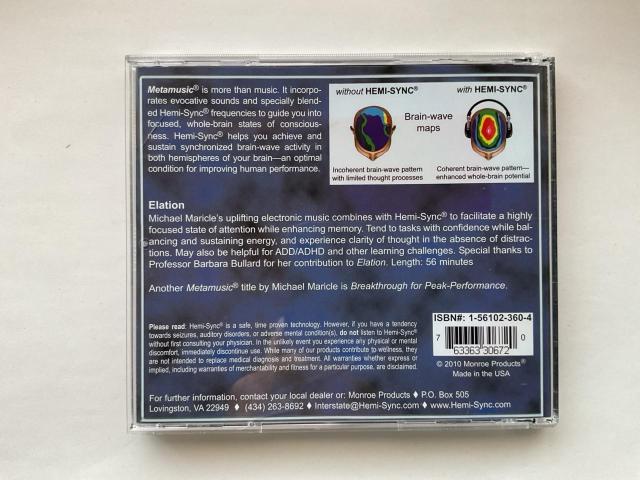 Metamusic® is more than music. It incorpo-
rates evocative sounds and specially blend-
ed Hemi-Sync® frequencies to guide you into
focused, whole-brain states of conscious-
ness. Hemi-Sync® helps you achieve and
sustain synchronized brain-wave activity in
both hemispheres of your brain—an optimal
condition for improving human performance.
without HEMI-SYNC®
with HEMI-SYNC®
Brain-wave
maps
Incoherent brain-wave pattern
with limited thought processes
Coherent brain-wave pattern—
enhanced whole-brain potential
Elation
Michael Maricle's uplifting electronic music combines with Hemi-Sync® to facilitate a highly
focused state of attention while enhancing memory. Tend to tasks with confidence while bal-
ancing and sustaining energy, and experience clarity of thought in the absence of distrac-
tions. May also be helpful for ADD/ADHD and other learning challenges. Special thanks to
Professor Barbara Bullard for her contribution to Elation. Length: 56 minutes
Another Metamusic® title by Michael Maricle is Breakthrough for Peak-Performance.
Please read: Hemi-Sync® is a safe, time proven technology. However, if you have a tendency
towards seizures, auditory disorders, or adverse mental condition(s), do not listen to Hemi-Sync®
without first consulting your physician. In the unlikely event you experience any physical or mental
discomfort, immediately discontinue use. While many of our products contribute to wellness, they
are not intended to replace medical diagnosis and treatment. All warranties whether express or
implied, including warranties of merchantability and fitness for a particular purpose, are disclaimed.
ISBN#: 1-56102-360-4
7 63363 30672 0
© 2010 Monroe Products®
Made in the USA
For further information, contact your local dealer or: Monroe Products ♦ P.O. Box 505
Lovingston, VA 22949 ♦ (434) 263-8692 ♦ Interstate@Hemi-Sync.com ♦ www.Hemi-Sync.com